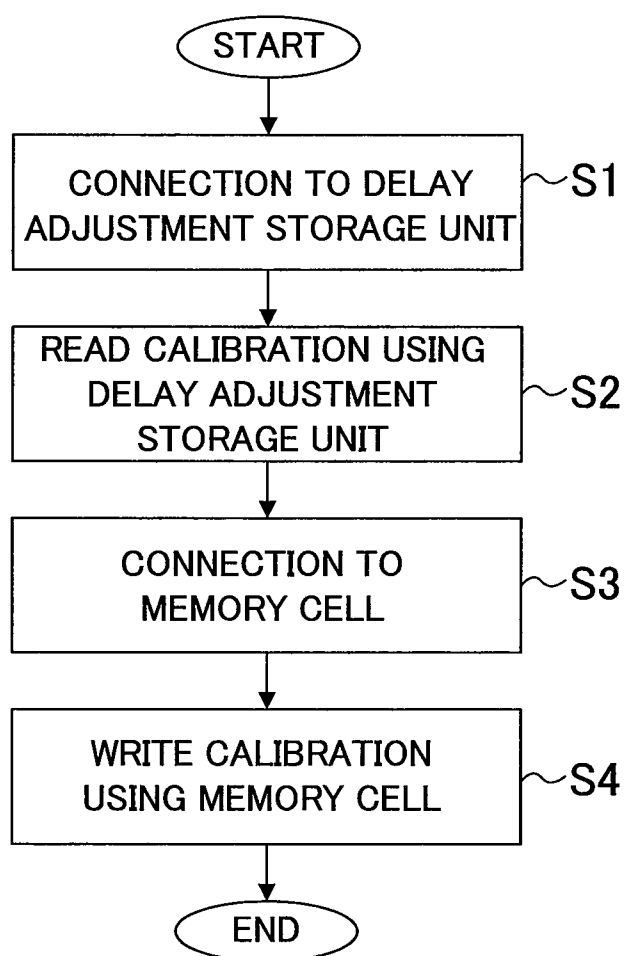 START
CONNECTION TO DELAY
ADJUSTMENT STORAGE UNIT
S1
READ CALIBRATION USING
DELAY ADJUSTMENT
STORAGE UNIT
S2
CONNECTION TO
MEMORY CELL
S3
WRITE CALIBRATION
USING MEMORY CELL
S4
END